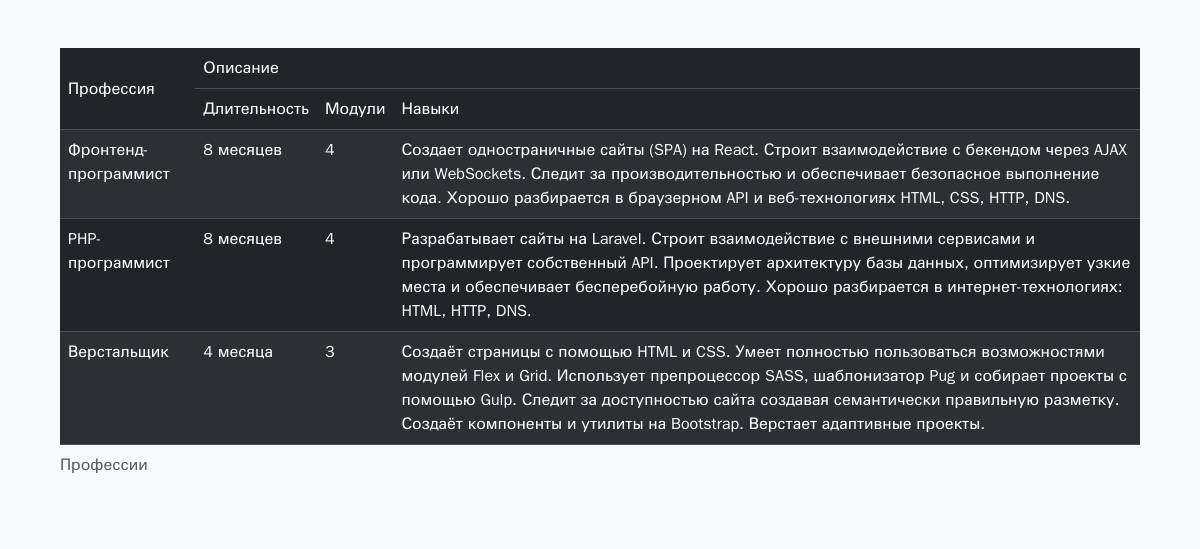 Профессия
Описание
Длительность Модули Навыки
Фронтенд-
программист
8 месяцев
4
Создает одностраничные сайты (SPA) на React. Строит взаимодействие с бекендом через AJAX
или WebSockets. Следит за производительностью и обеспечивает безопасное выполнение
кода. Хорошо разбирается в браузерном API и веб-технологиях HTML, CSS, HTTP, DNS.
PHP-
программист
8 месяцев
4
Разрабатывает сайты на Laravel. Строит взаимодействие с внешними сервисами и
программирует собственный API. Проектирует архитектуру базы данных, оптимизирует узкие
места и обеспечивает бесперебойную работу. Хорошо разбирается в интернет-технологиях:
HTML, HTTP, DNS.
Верстальщик
4 месяца
3
Создаёт страницы с помощью HTML и CSS. Умеет полностью пользоваться возможностями
модулей Flex и Grid. Использует препроцессор SASS, шаблонизатор Pug и собирает проекты с
помощью Gulp. Следит за доступностью сайта создавая семантически правильную разметку.
Создаёт компоненты и утилиты на Bootstrap. Верстает адаптивные проекты.
Профессии